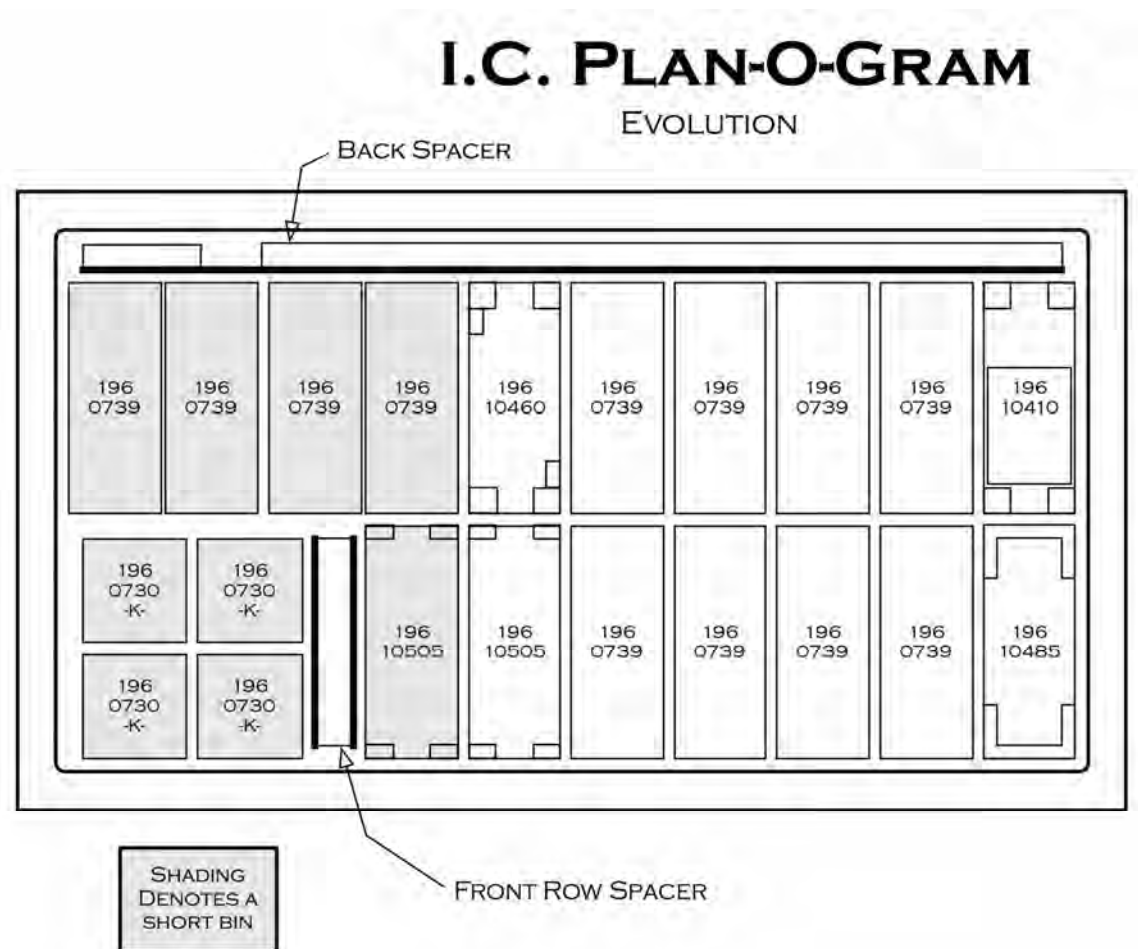 I.C. PLAN-O-GRAM
EVOLUTION
BACK SPACER
196 196 196 196 196 196 196 196 196 196
0739 0739 0739 0739 10460 0739 0739 0739 0739 10410
196 196
0730 0730
-K- -K-
196 196 196 196 196 196 196
10505 10505 0739 0739 0739 0739 10485
196 196
0730 0730
-K- -K-
SHADING
DENOTES A
SHORT BIN
FRONT ROW SPACER